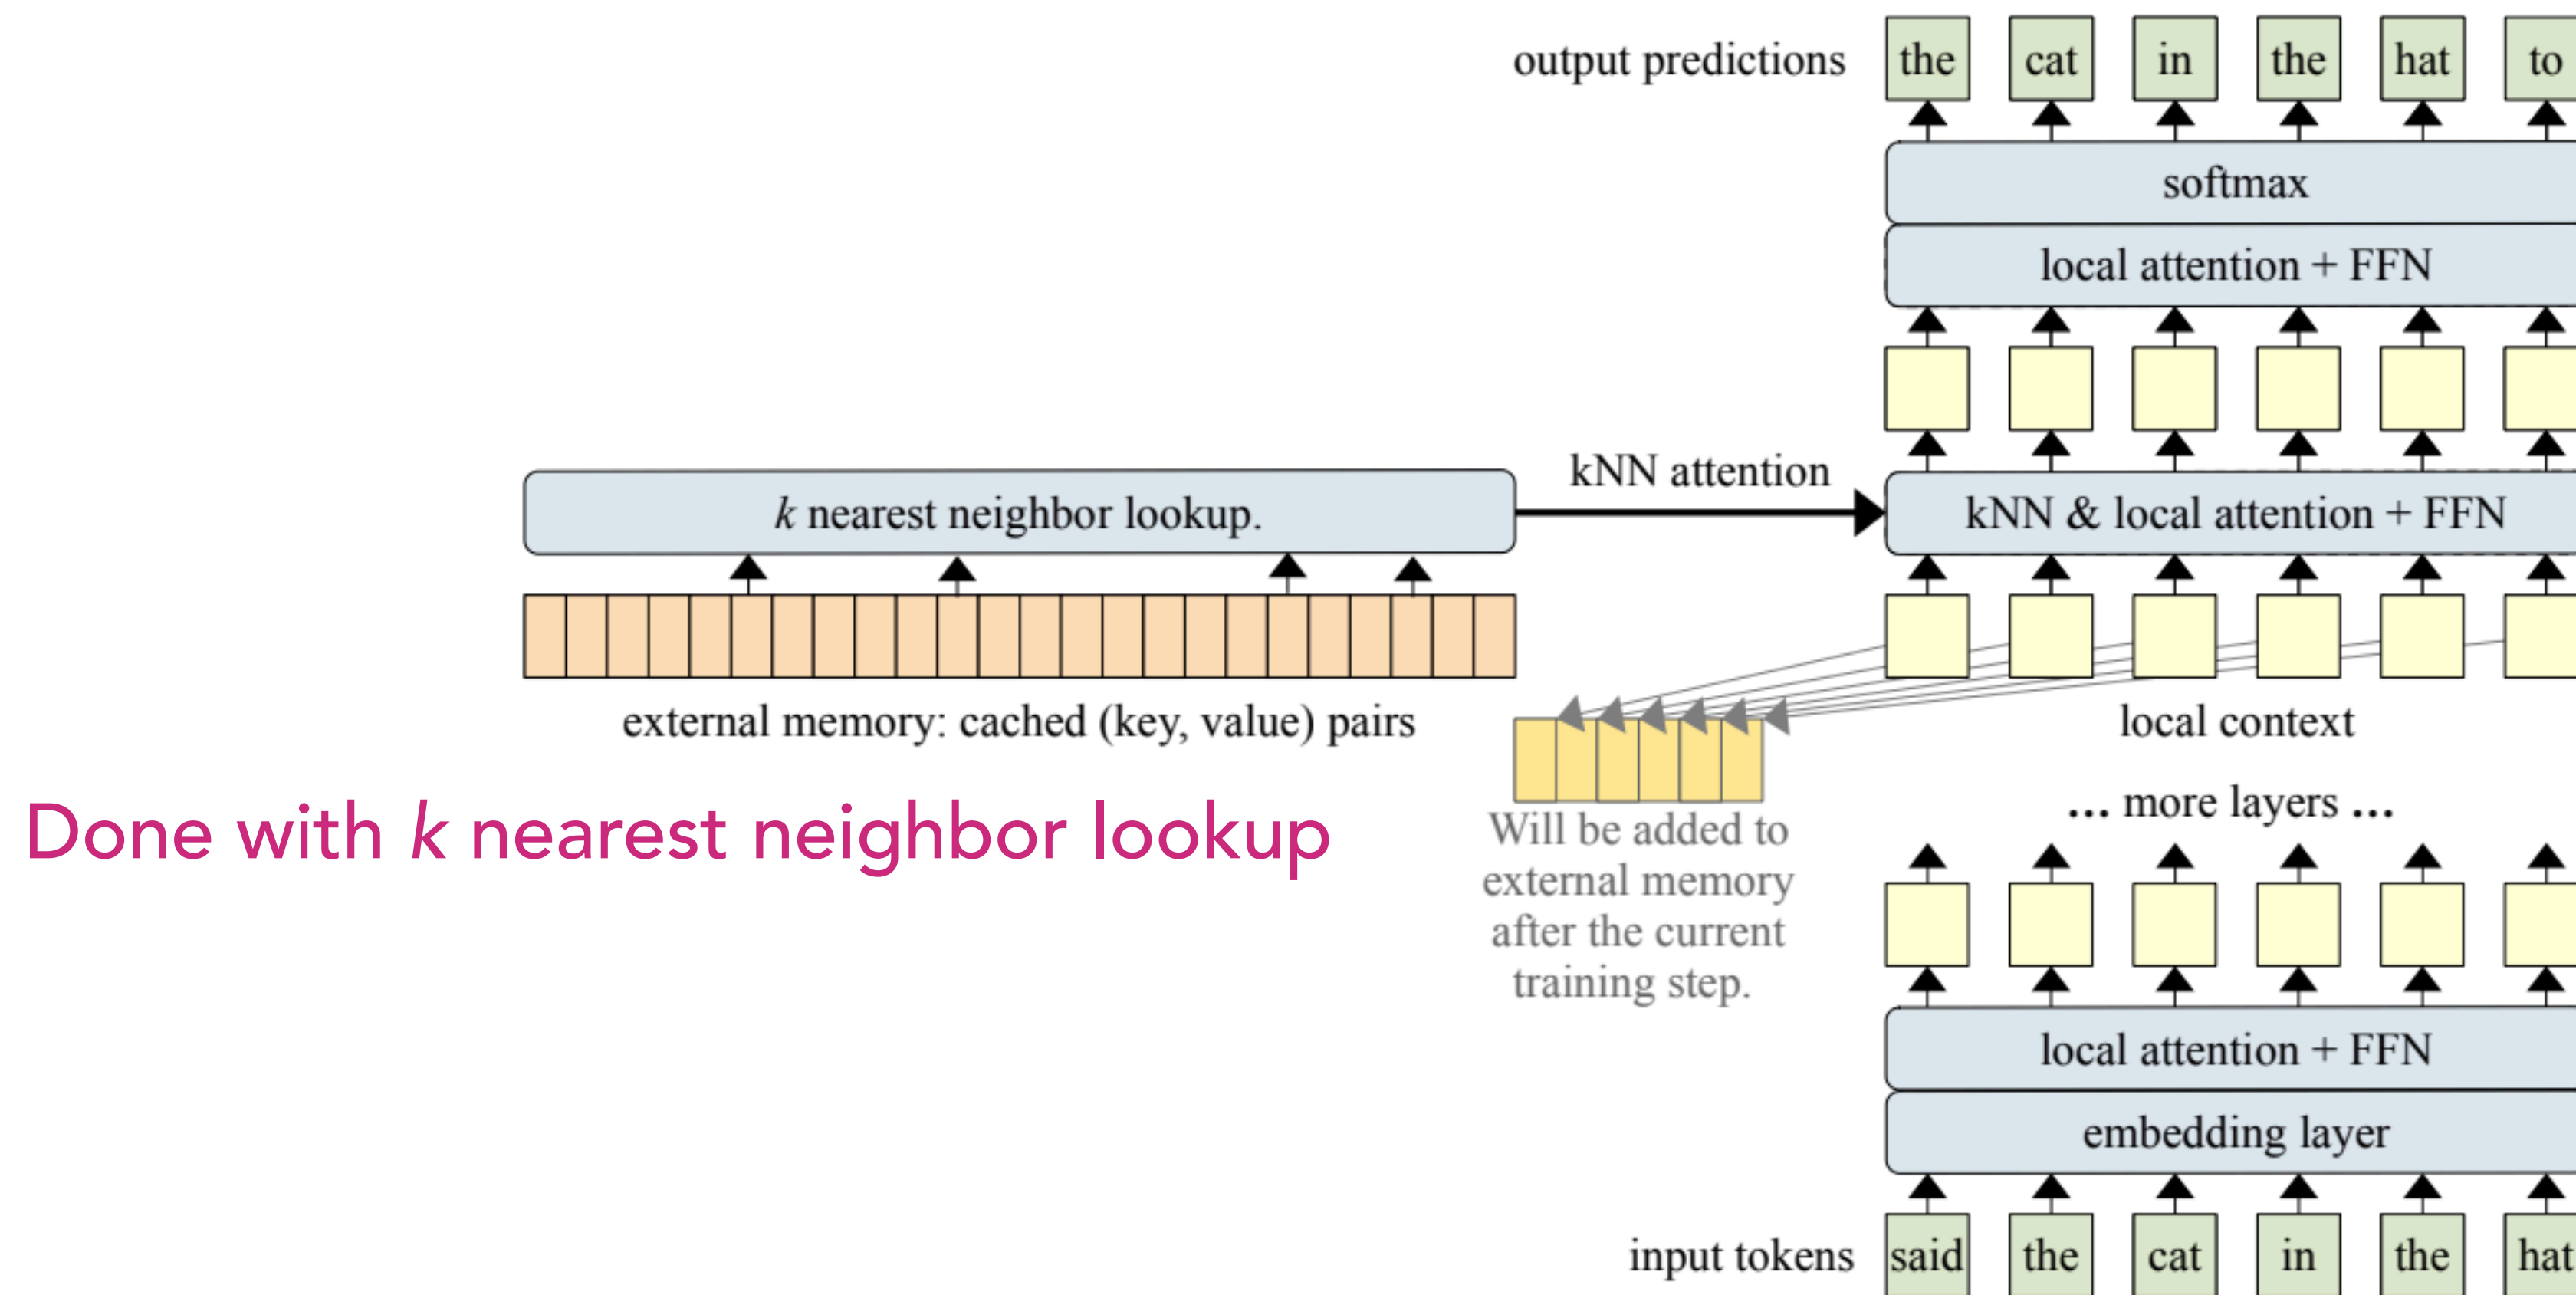 output predictions the cat in the hat to
softmax
local attention + FFN
kNN attention
k nearest neighbor lookup.
kNN & local attention + FFN
external memory: cached (key, value) pairs
local context
... more layers ...
Done with k nearest neighbor lookup
Will be added to
external memory
after the current
training step.
local attention + FFN
embedding layer
input tokens said the cat in the hat